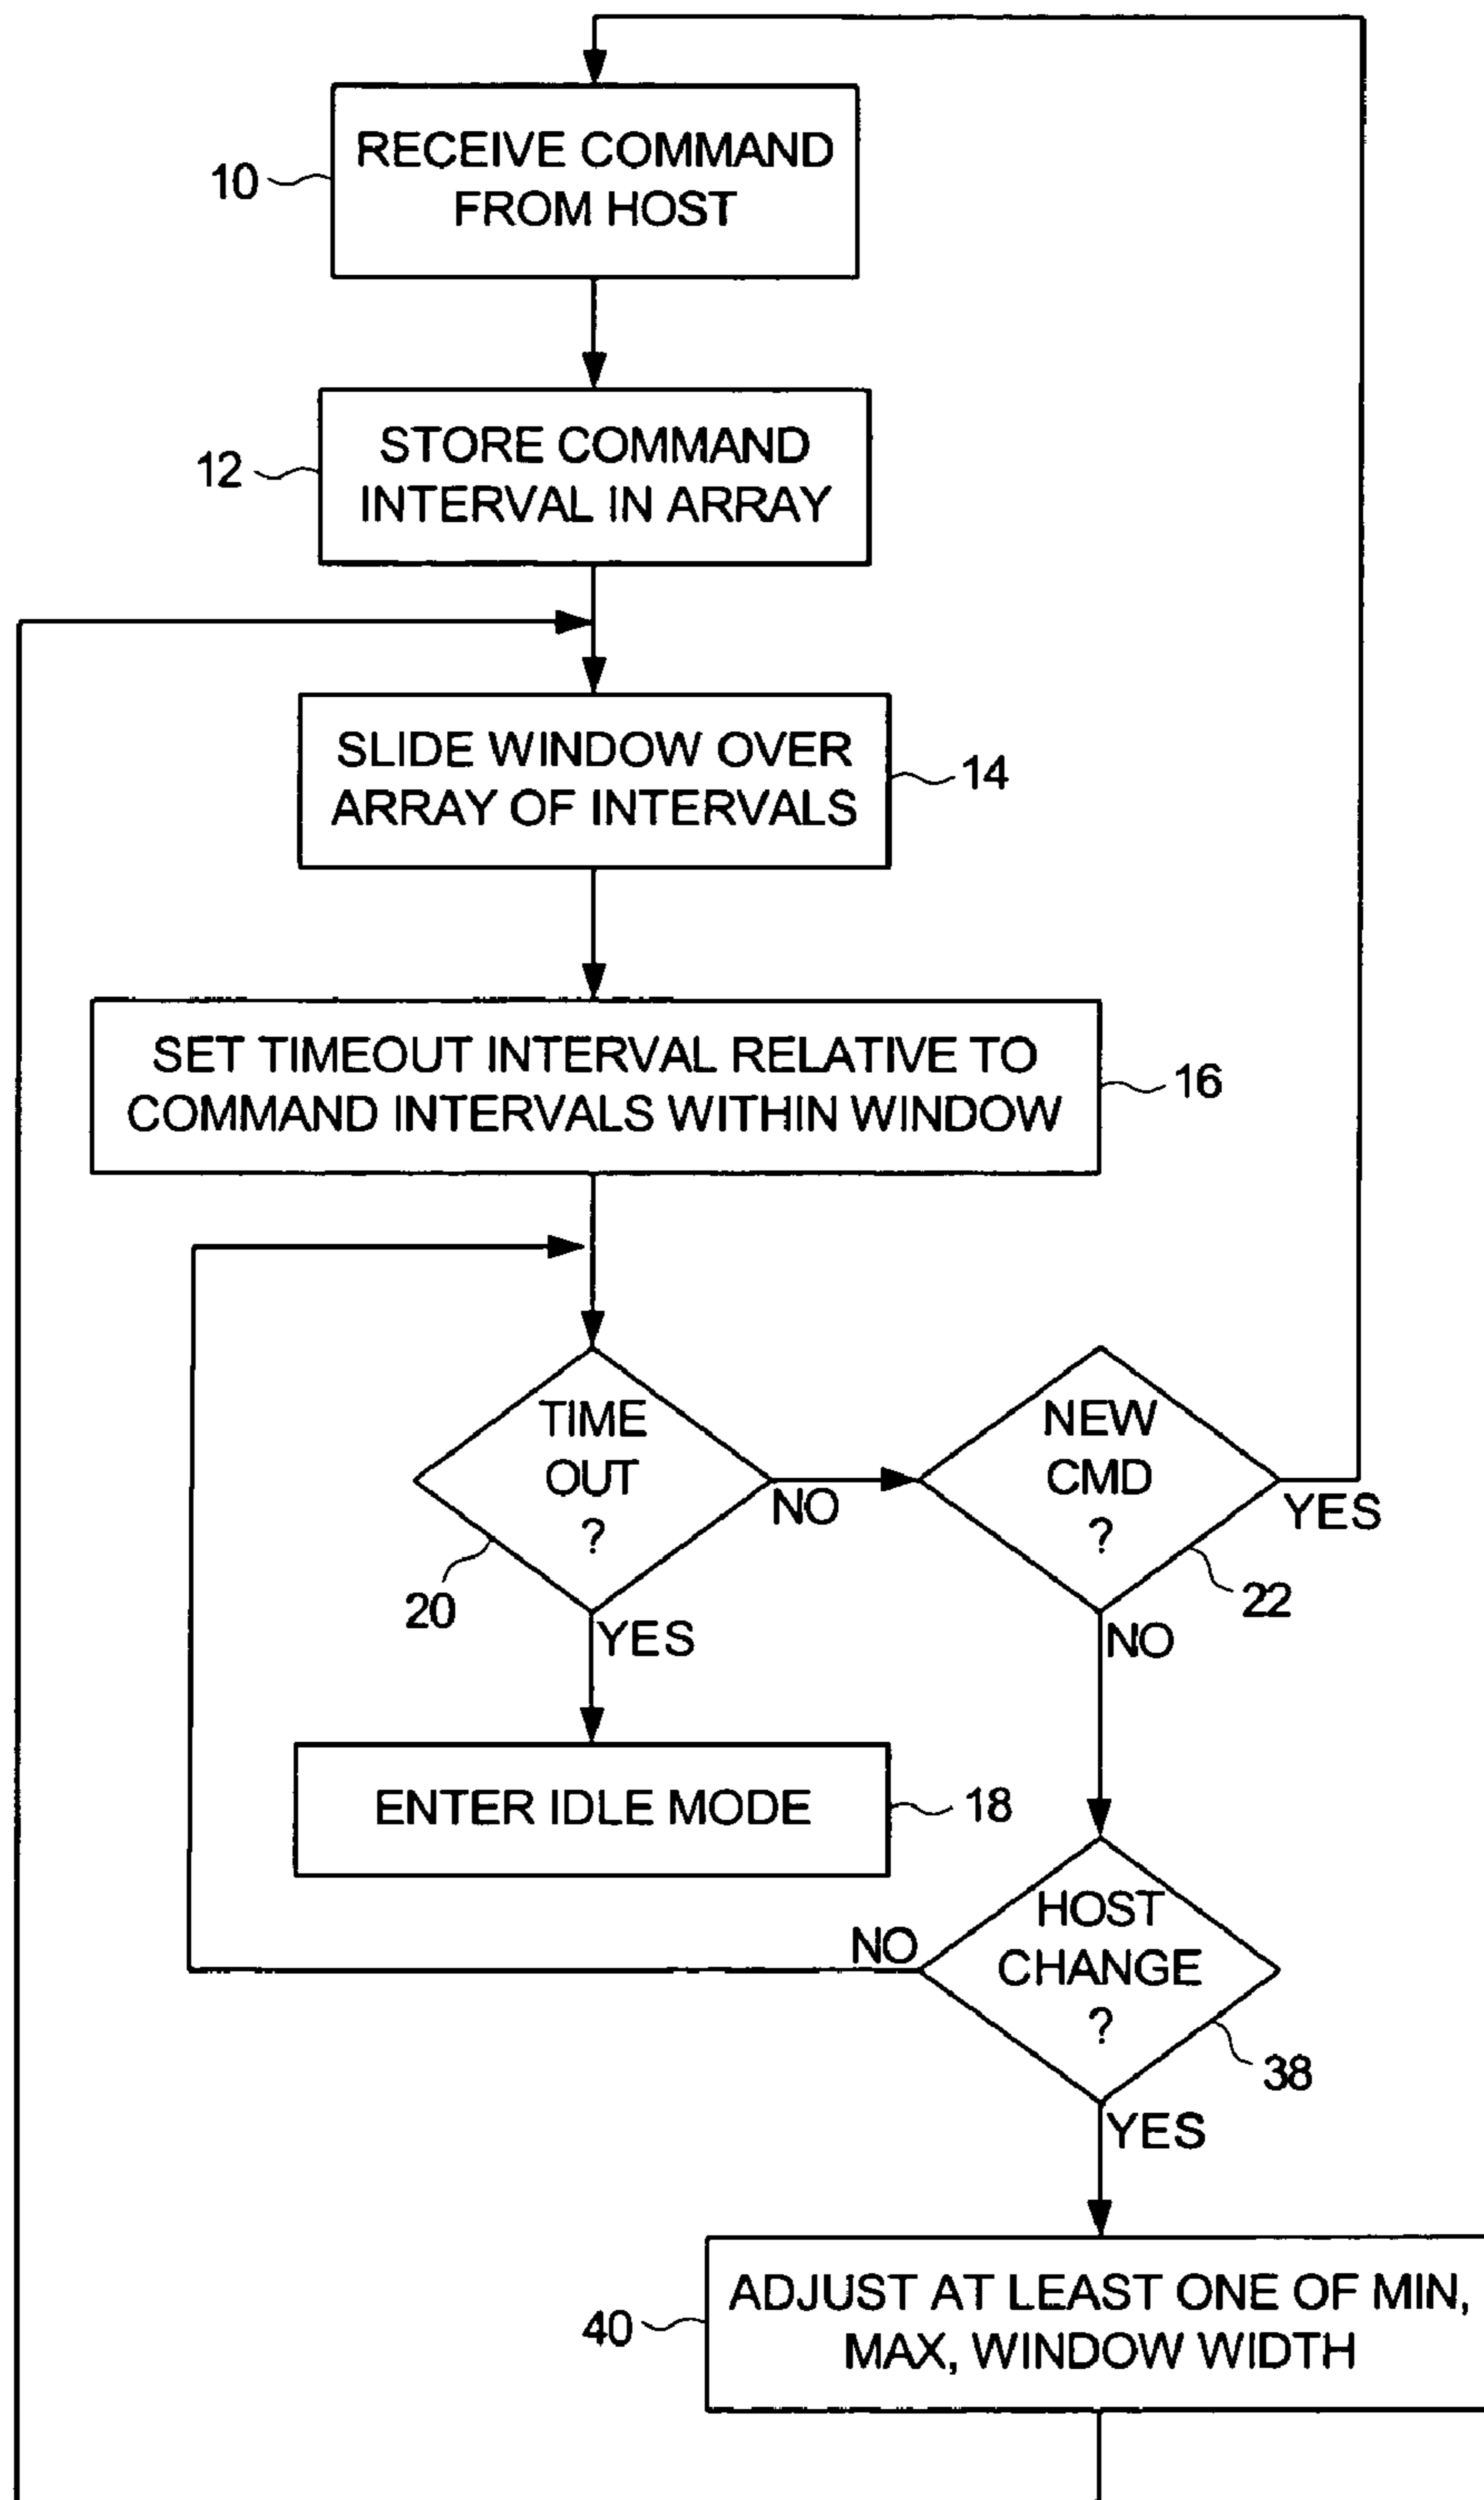 10
RECEIVE COMMAND
FROM HOST
12
STORE COMMAND
INTERVAL IN ARRAY
SLIDE WINDOW OVER
ARRAY OF INTERVALS
14
SET TIMEOUT INTERVAL RELATIVE TO
COMMAND INTERVALS WITHIN WINDOW
16
TIME
OUT
?
NO
20
YES
NEW
CMD
?
YES
22
NO
ENTER IDLE MODE
18
HOST
CHANGE
?
NO
38
YES
40
ADJUST AT LEAST ONE OF MIN,
MAX, WINDOW WIDTH